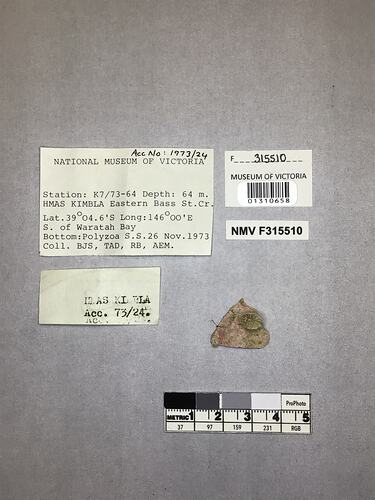 Acc No: 1973/24
NATIONAL MUSEUM OF VICTORIA
Station: K7/73-64 Depth: 64 m.
HMAS KIMBLA Eastern Bass St.Cr.
Lat.39°04.6'S Long:146°00'E
S. of Waratah Bay
Bottom:Polyzoa S.S.26 Nov.1973
Coll. BJS, TAD, RB, AEM.
F 315510
MUSEUM OF VICTORIA
01310658
NMV F315510
Acc. 73/24.
ProPhoto
METRIC 1 2 3 4 5
37 97 159 231 RGB